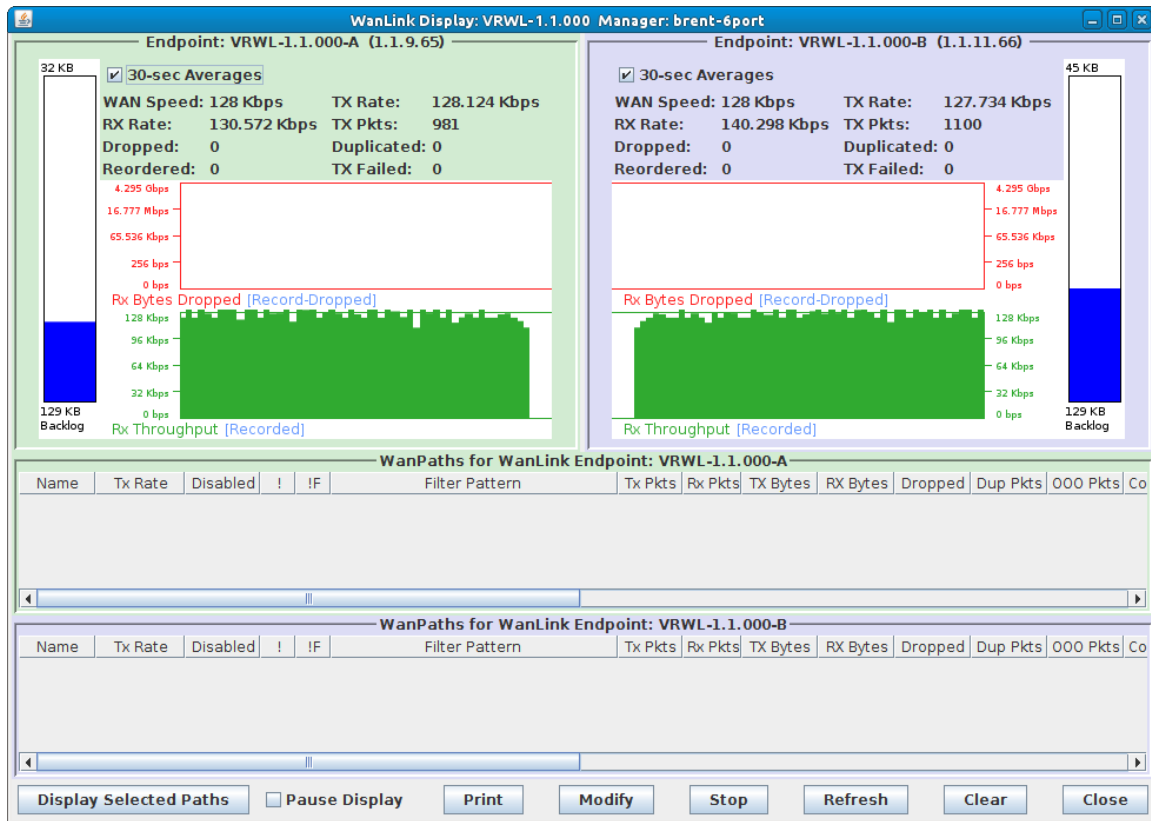 WanLink Display: VRWL-1.1.000 Manager: brent-6port
Endpoint: VRWL-1.1.000-A (1.1.9.65)
32 KB
30-sec Averages
WAN Speed: 128 Kbps TX Rate: 128.124 Kbps
RX Rate: 130.572 Kbps TX Pkts: 981
Dropped: 0 Duplicated: 0
Reordered: 0 TX Failed: 0
4.295 Gbps
16.777 Mbps
65.536 Kbps
256 bps
0 bps
Rx Bytes Dropped [Record-Dropped]
128 Kbps
96 Kbps
64 Kbps
32 Kbps
0 bps
129 KB
Backlog
Rx Throughput [Recorded]
Endpoint: VRWL-1.1.000-B (1.1.11.66)
45 KB
30-sec Averages
WAN Speed: 128 Kbps TX Rate: 127.734 Kbps
RX Rate: 140.298 Kbps TX Pkts: 1100
Dropped: 0 Duplicated: 0
Reordered: 0 TX Failed: 0
4.295 Gbps
16.777 Mbps
65.536 Kbps
256 bps
0 bps
Rx Bytes Dropped [Record-Dropped]
128 Kbps
96 Kbps
64 Kbps
32 Kbps
0 bps
129 KB
Backlog
Rx Throughput [Recorded]
WanPaths for WanLink Endpoint: VRWL-1.1.000-A
Name Tx Rate Disabled ! !F Filter Pattern Tx Pkts Rx Pkts TX Bytes RX Bytes Dropped Dup Pkts OOO Pkts Co
WanPaths for WanLink Endpoint: VRWL-1.1.000-B
Name Tx Rate Disabled ! !F Filter Pattern Tx Pkts Rx Pkts TX Bytes RX Bytes Dropped Dup Pkts OOO Pkts Co
Display Selected Paths Pause Display Print Modify Stop Refresh Clear Close